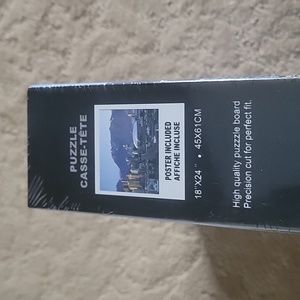 PUZZLE
CASSE-TÊTE
POSTER INCLUDED
AFFICHE INCLUSE
18"X24 • 45X61CM
High quality puzzle board
Precision cut for perfect fit.